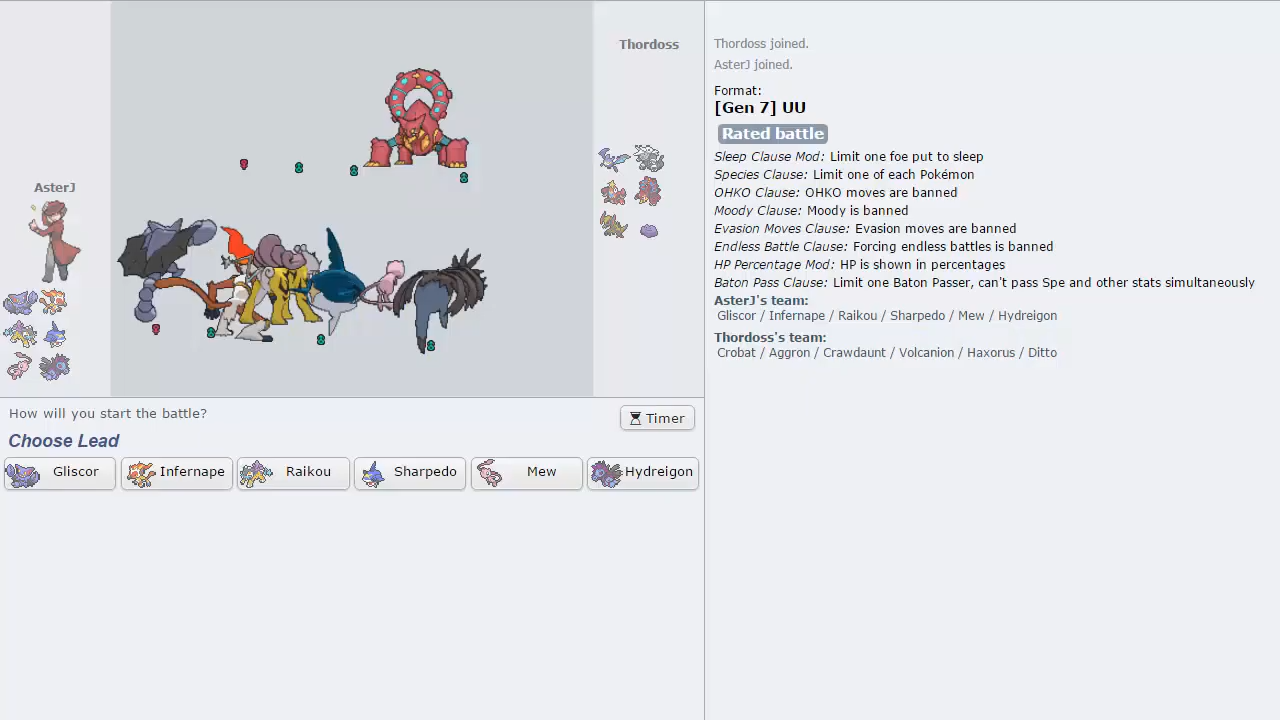 Thordoss
AsterJ
How will you start the battle?
Timer
Choose Lead
Gliscor
Infernape
Raikou
Sharpedo
Mew
Hydreigon
Thordoss joined.
AsterJ joined.
Format:
[Gen 7] UU
Rated battle
Sleep Clause Mod: Limit one foe put to sleep
Species Clause: Limit one of each Pokémon
OHKO Clause: OHKO moves are banned
Moody Clause: Moody is banned
Evasion Moves Clause: Evasion moves are banned
Endless Battle Clause: Forcing endless battles is banned
HP Percentage Mod: HP is shown in percentages
Baton Pass Clause: Limit one Baton Passer, can't pass Spe and other stats simultaneously
AsterJ's team:
Gliscor / Infernape / Raikou / Sharpedo / Mew / Hydreigon
Thordoss's team:
Crobat / Aggron / Crawdaunt / Volcanion / Haxorus / Ditto